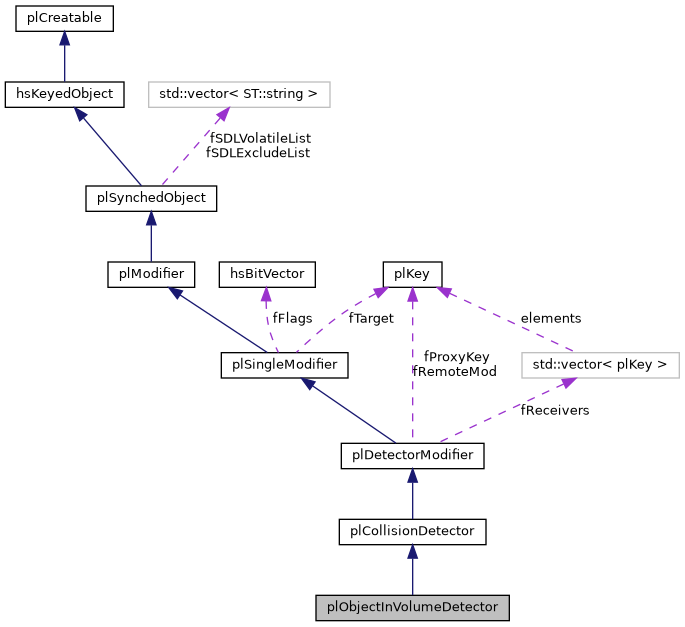 plCreatable
hsKeyedObject
std::vector< ST::string >
fSDLVolatileList
fSDLExcludeList
plSynchedObject
plModifier
hsBitVector
plKey
fFlags
fTarget
elements
fProxyKey
fRemoteMod
plSingleModifier
std::vector< plKey >
fReceivers
plDetectorModifier
plCollisionDetector
plObjectInVolumeDetector